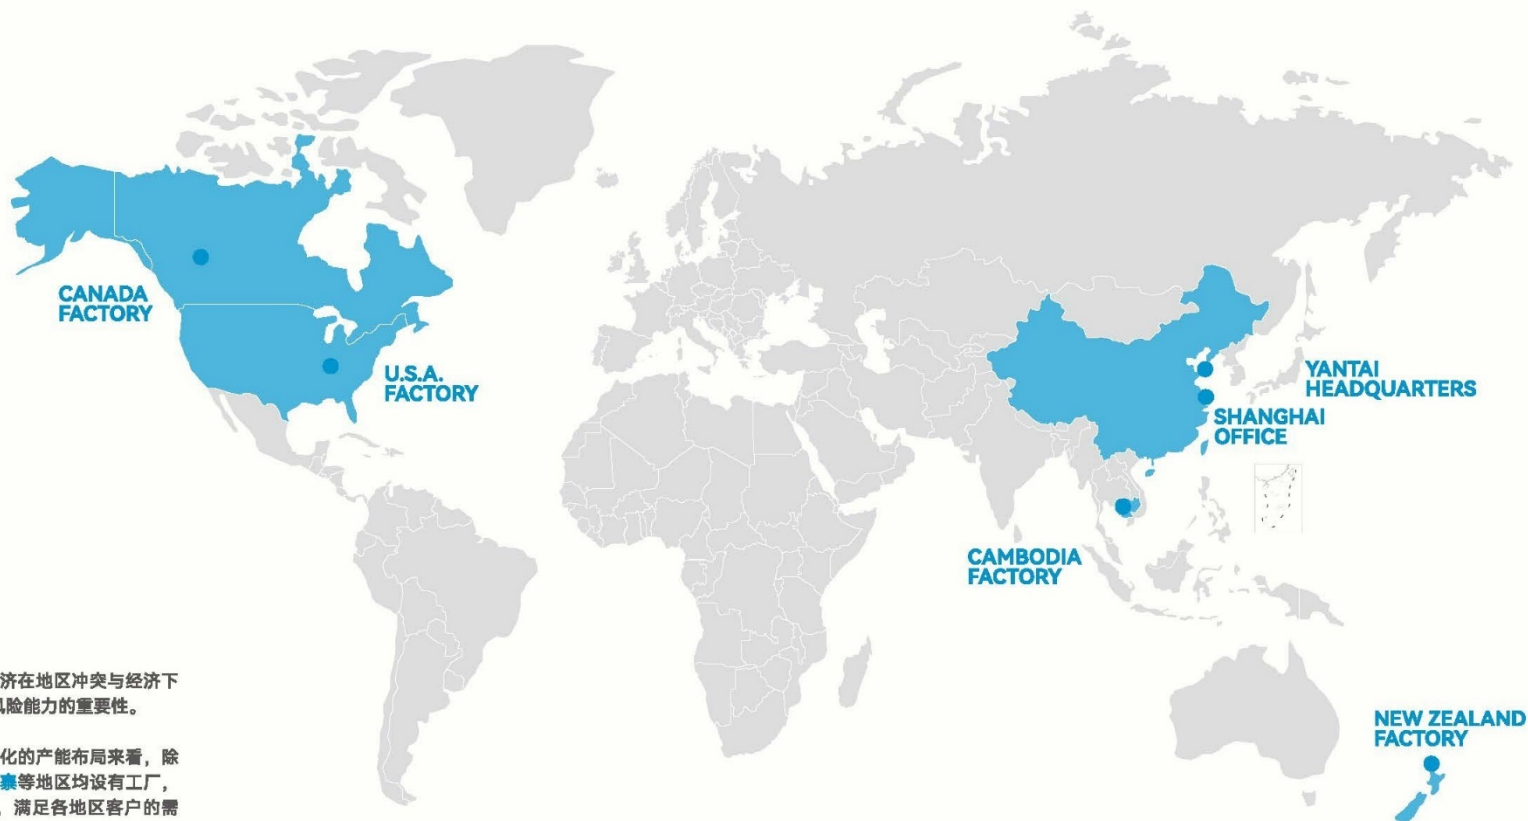 CANADA
FACTORY
U.S.A.
FACTORY
YANTAI
HEADQUARTERS
SHANGHAI
OFFICE
CAMBODIA
FACTORY
NEW ZEALAND
FACTORY
济在地区冲突与经济下
风险能力的重要性。
化的产能布局来看，除
寨等地区均设有工厂，
满足各地区客户的需